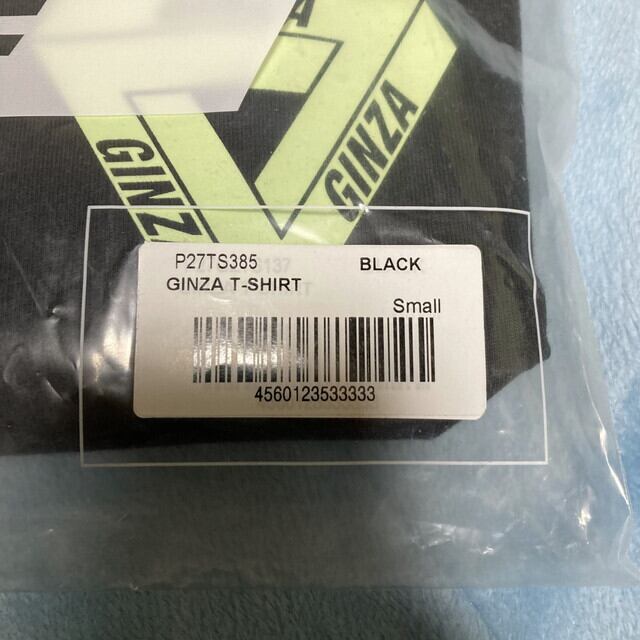 GINZA
GINZA
P27TS385 BLACK
GINZA T-SHIRT
Small
4560123533333